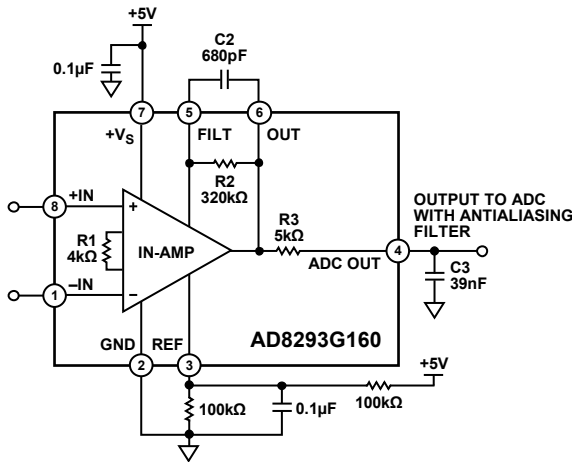 +5V
C2
680pF
0.1µF
7
5
6
+VS
FILT
OUT
R2
320kΩ
8
+IN
+
R1
4kΩ
IN-AMP
R3
5kΩ
OUTPUT TO ADC
WITH ANTIALIASING
FILTER
4
ADC OUT
C3
39nF
1
–IN
–
GND
REF
AD8293G160
2
3
+5V
100kΩ
0.1µF
100kΩ